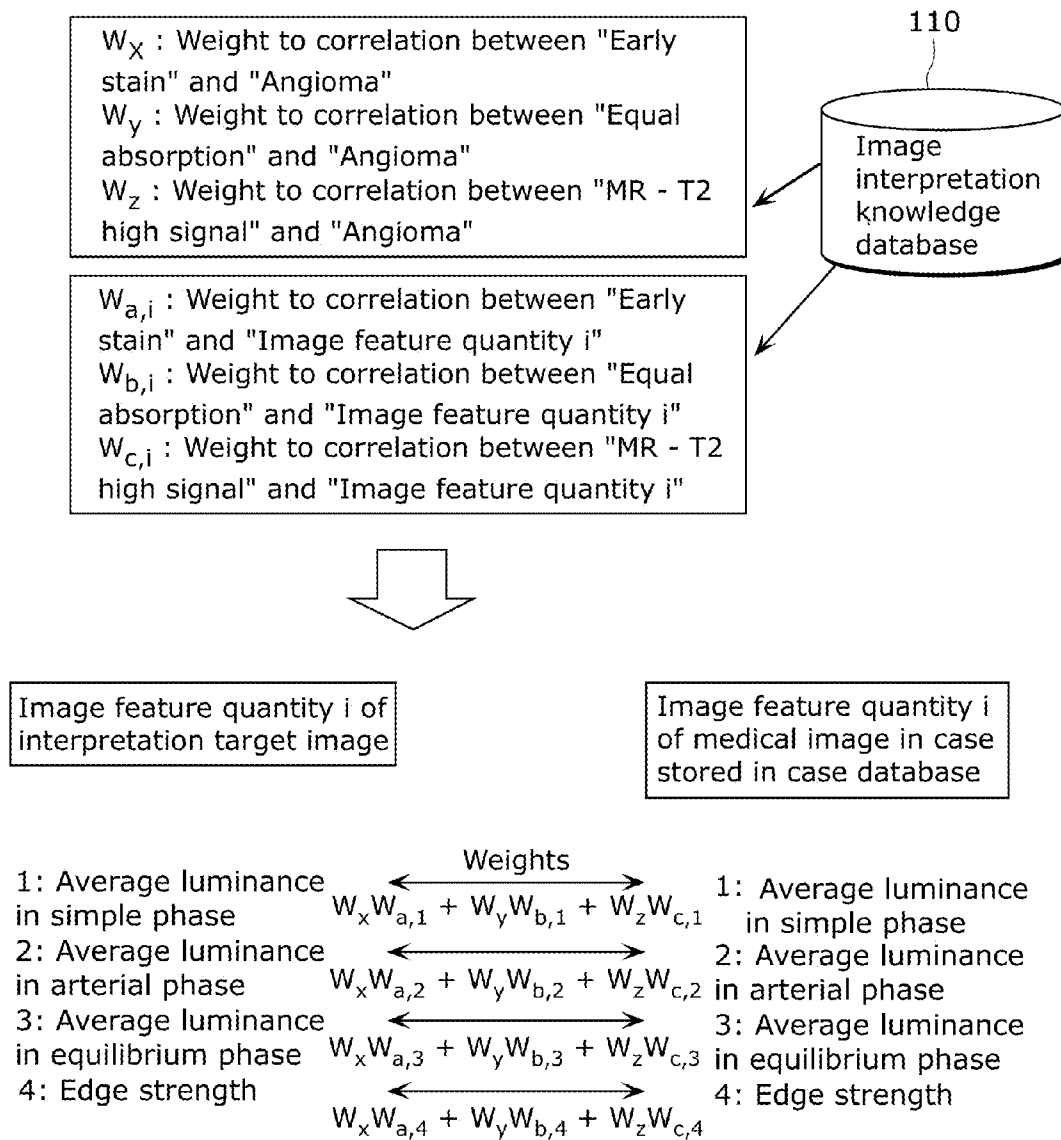 110
W_X : Weight to correlation between "Early
stain" and "Angioma"
W_y : Weight to correlation between "Equal
absorption" and "Angioma"
W_z : Weight to correlation between "MR - T2
high signal" and "Angioma"
Image
interpretation
knowledge
database
W_a,i : Weight to correlation between "Early
stain" and "Image feature quantity i"
W_b,i : Weight to correlation between "Equal
absorption" and "Image feature quantity i"
W_c,i : Weight to correlation between "MR - T2
high signal" and "Image feature quantity i"
Image feature quantity i of
interpretation target image
Image feature quantity i
of medical image in case
stored in case database
Weights
1: Average luminance
in simple phase
W_xW_a,1 + W_yW_b,1 + W_zW_c,1
1: Average luminance
in simple phase
2: Average luminance
in arterial phase
W_xW_a,2 + W_yW_b,2 + W_zW_c,2
2: Average luminance
in arterial phase
3: Average luminance
in equilibrium phase
W_xW_a,3 + W_yW_b,3 + W_zW_c,3
3: Average luminance
in equilibrium phase
4: Edge strength
W_xW_a,4 + W_yW_b,4 + W_zW_c,4
4: Edge strength